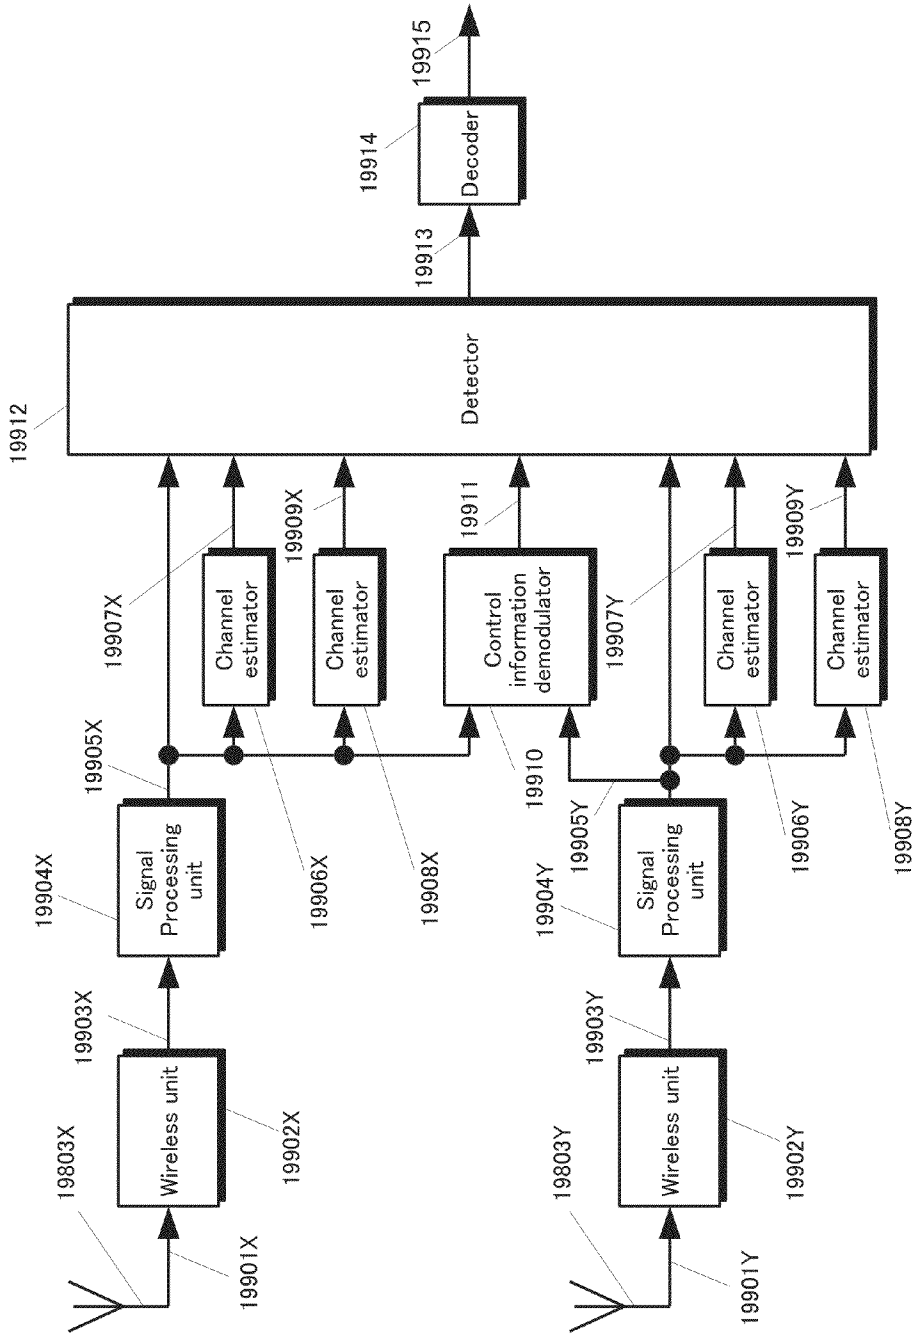 19803X
19901X
Wireless unit
19902X
19903X
19904X
Signal
Processing
unit
19905X
19906X
Channel
estimator
19907X
19908X
Channel
estimator
19909X
19910
Control
information
demodulator
19911
19912
Detector
19913
19914
Decoder
19915
19803Y
19901Y
Wireless unit
19902Y
19903Y
19904Y
Signal
Processing
unit
19905Y
19906Y
Channel
estimator
19907Y
19908Y
Channel
estimator
19909Y